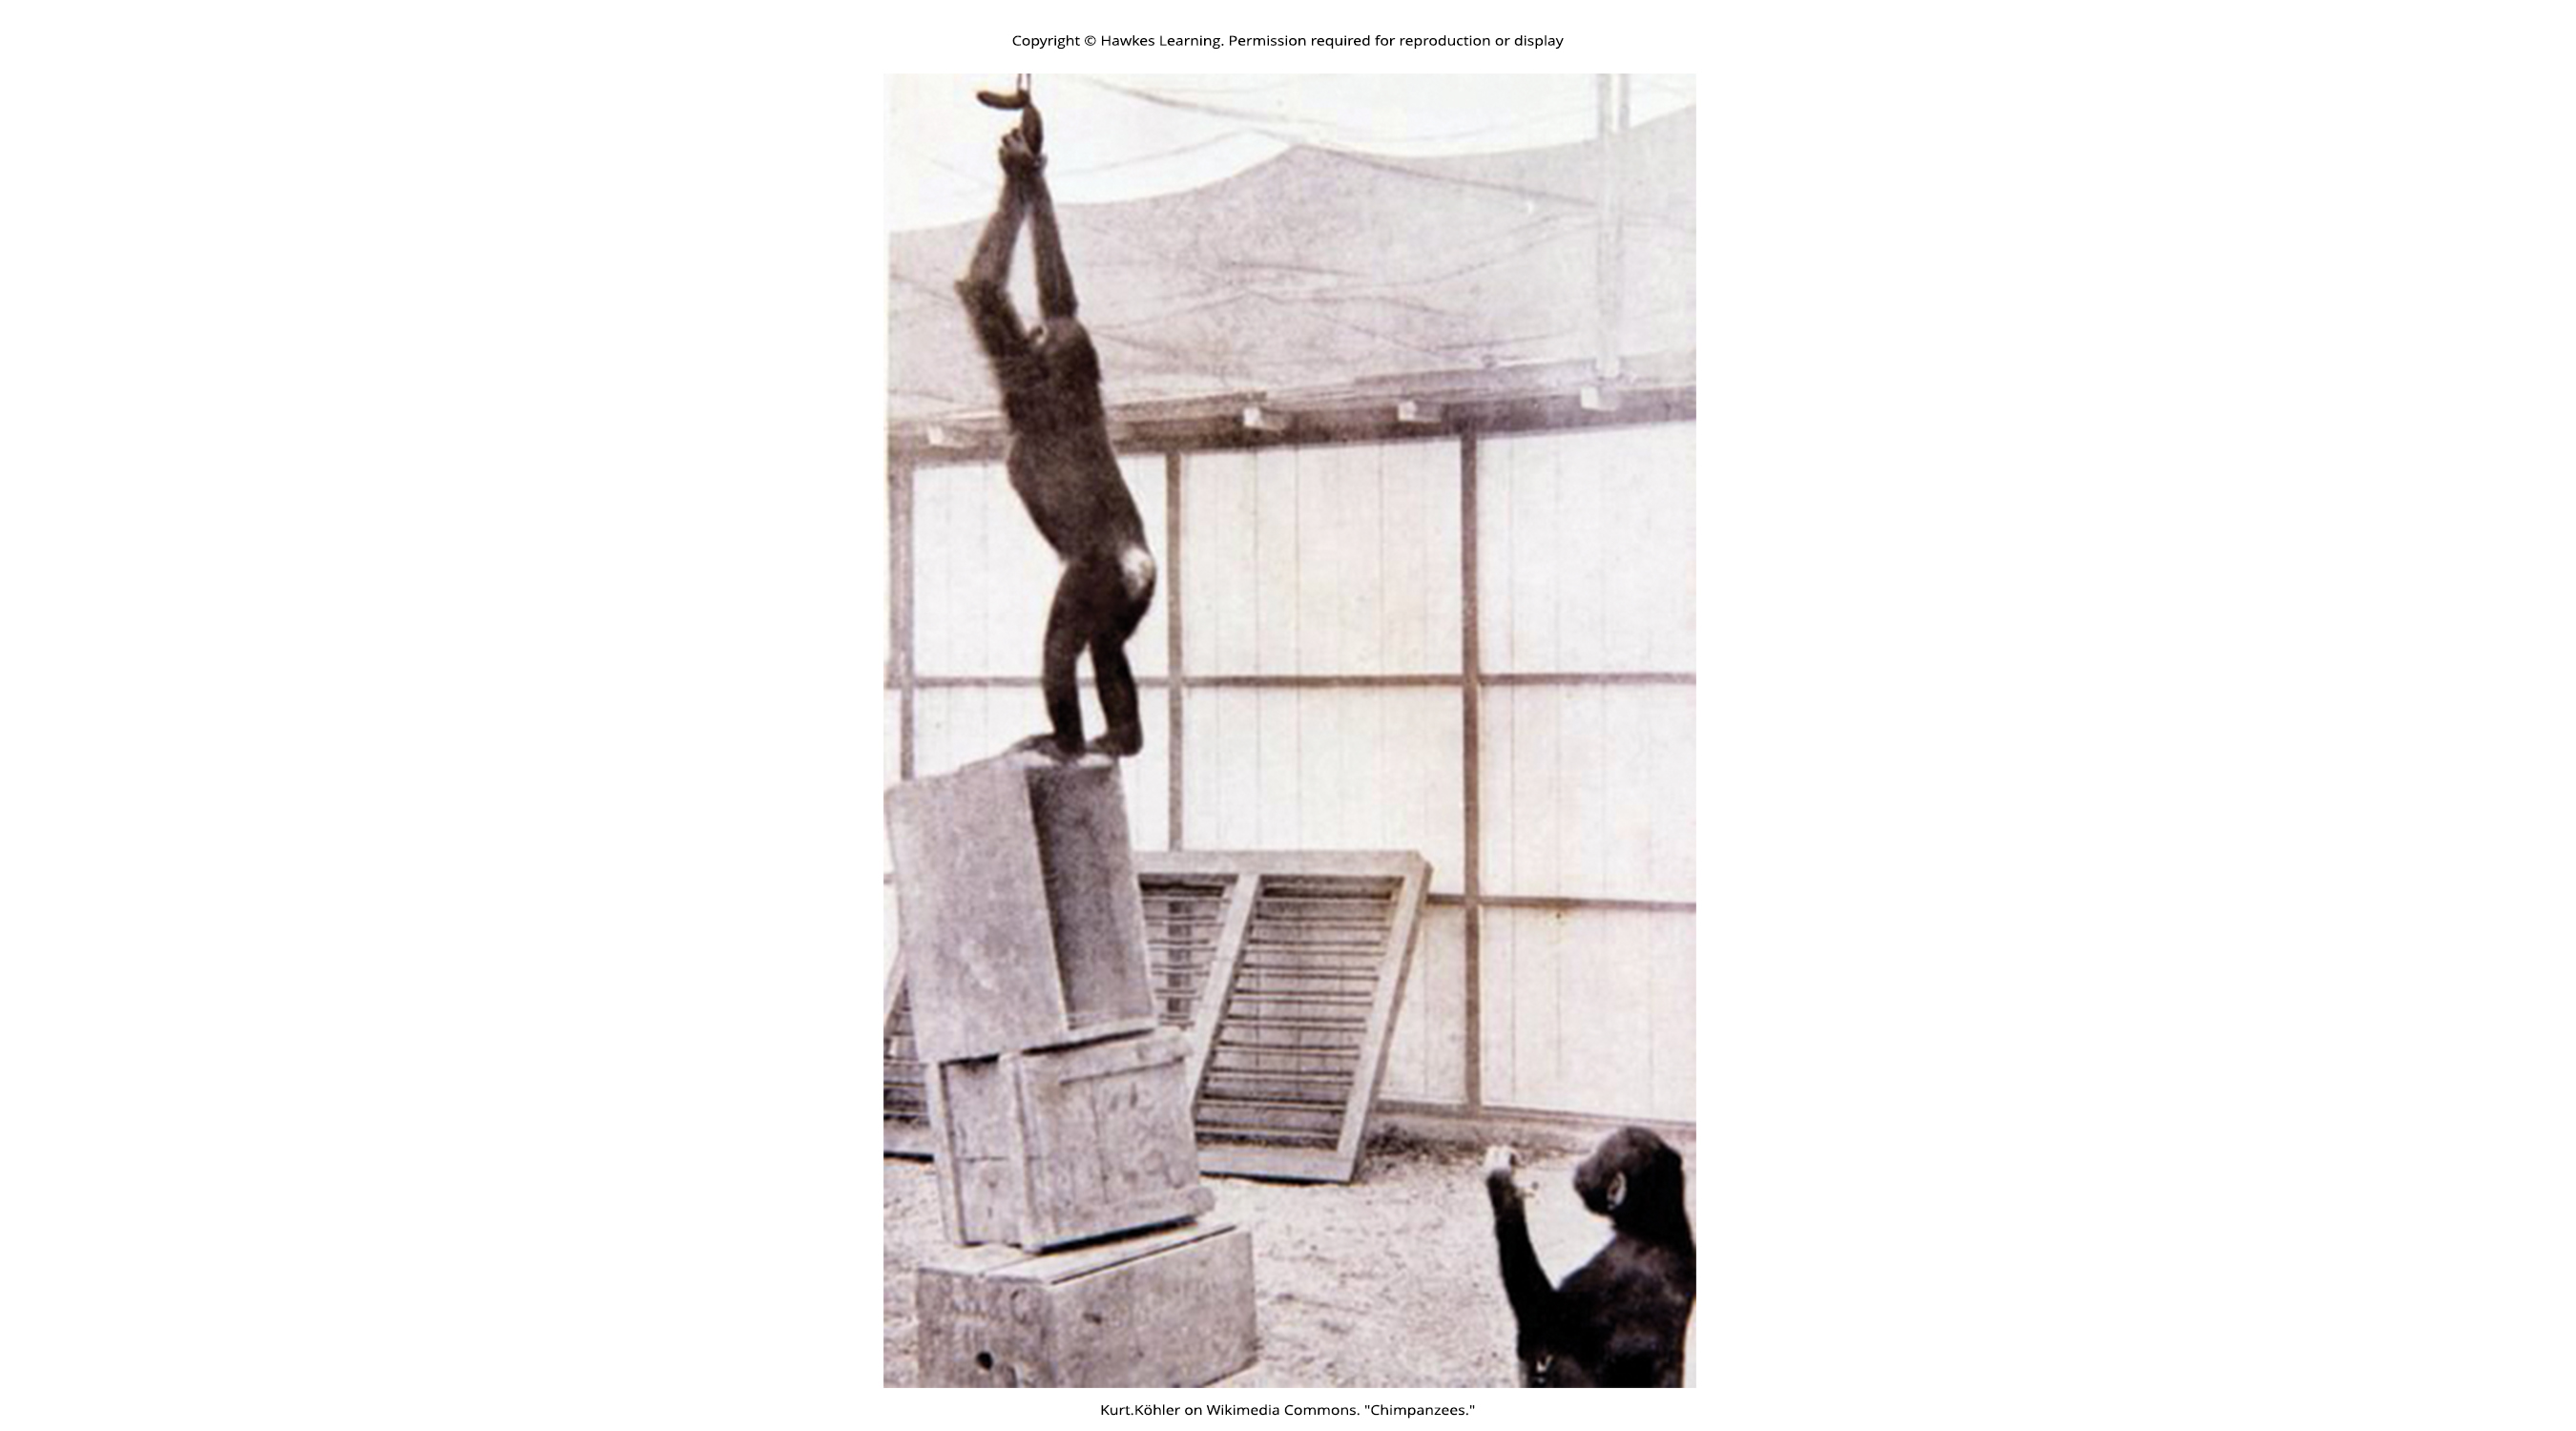 Copyright © Hawkes Learning. Permission required for reproduction or display
Kurt.Köhler on Wikimedia Commons. "Chimpanzees."